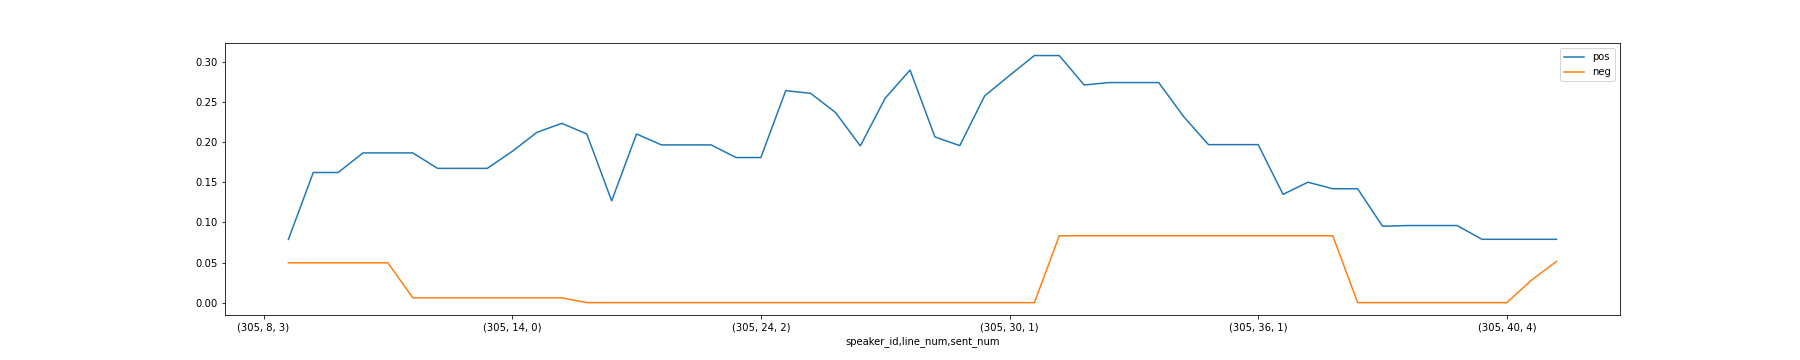 pos
neg
0.30
0.25
0.20
0.15
0.10
0.05
0.00
(305, 8, 3) (305, 14, 0) (305, 24, 2) (305, 30, 1) (305, 36, 1) (305, 40, 4)
speaker_id,line_num,sent_num